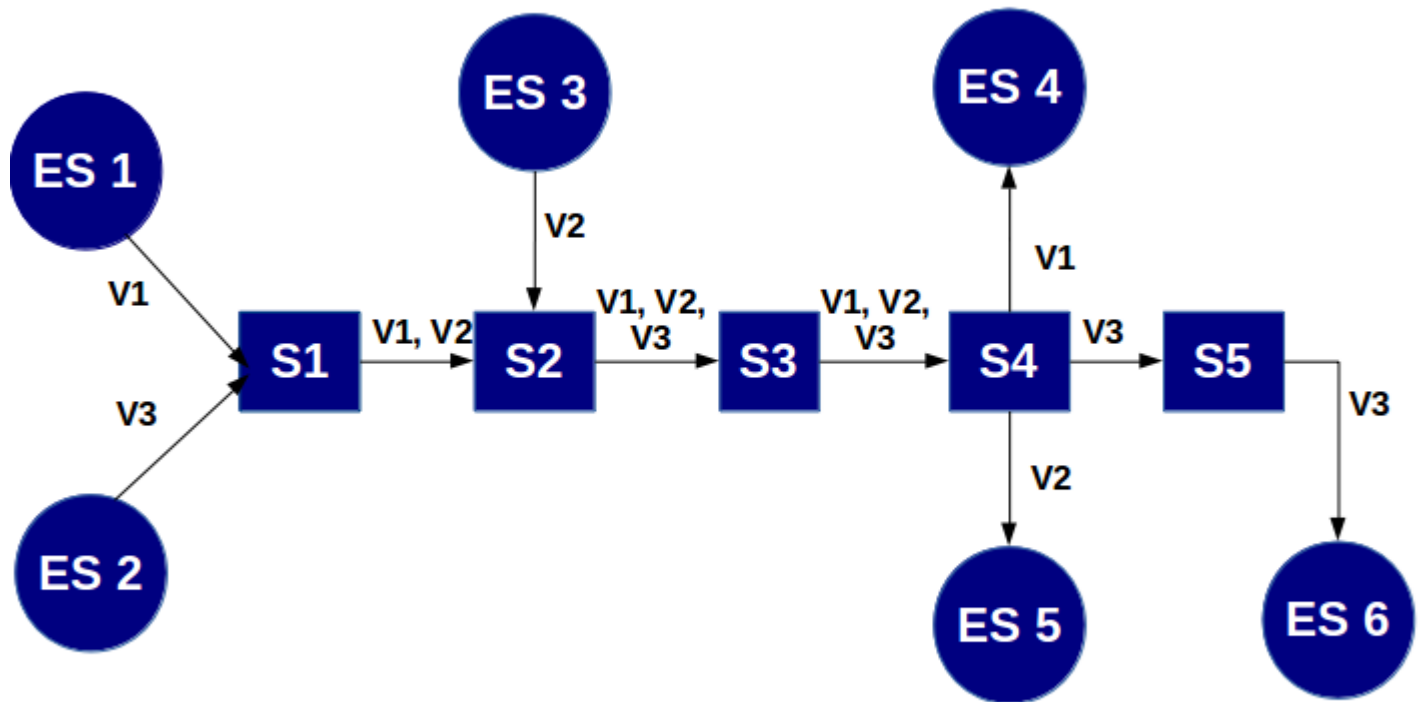 ES 3
ES 4
ES 1
V2
V1
V1
V1, V2
V1, V2,
V3
V1, V2,
V3
V3
S1
S2
S3
S4
S5
V3
V3
V2
ES 2
ES 5
ES 6